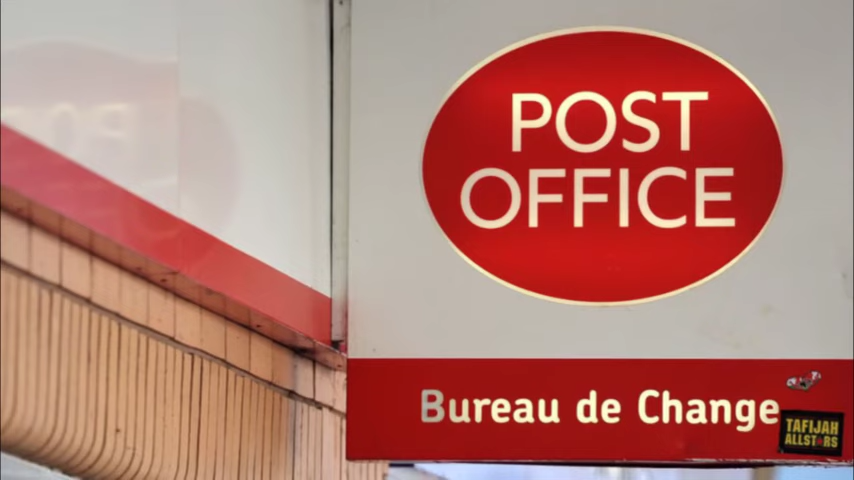 POST
OFFICE
Bureau de Change
TAFIJAH
ALLSTARS